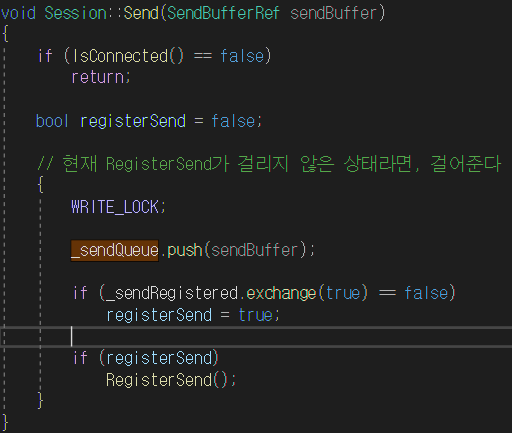 void Session::Send(SendBufferRef sendBuffer)
{
    if (IsConnected() == false)
        return;

    bool registerSend = false;

    // 현재 RegisterSend가 걸리지 않은 상태라면, 걸어준다
    {
        WRITE_LOCK;

        _sendQueue.push(sendBuffer);

        if (_sendRegistered.exchange(true) == false)
            registerSend = true;

        if (registerSend)
            RegisterSend();
    }
}